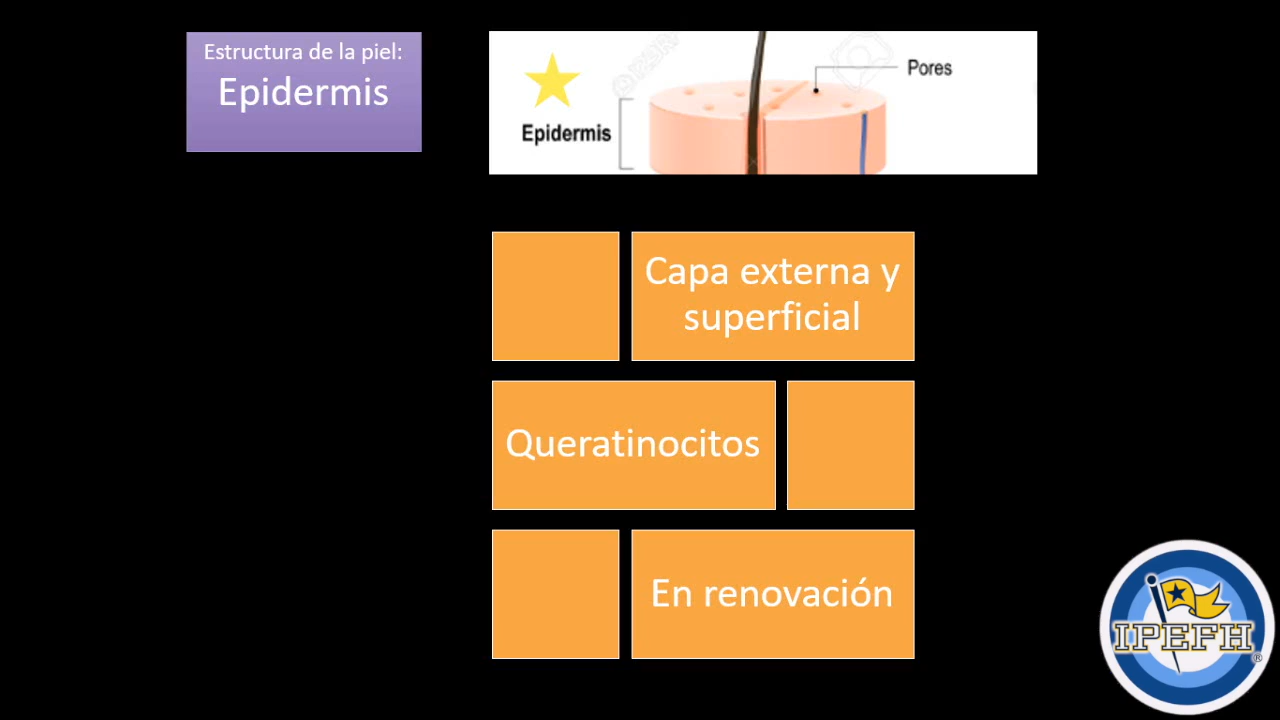 Estructura de la piel:
Epidermis
Pores
Epidermis
Capa externa y
superficial
Queratinocitos
En renovación
IPEFH
®